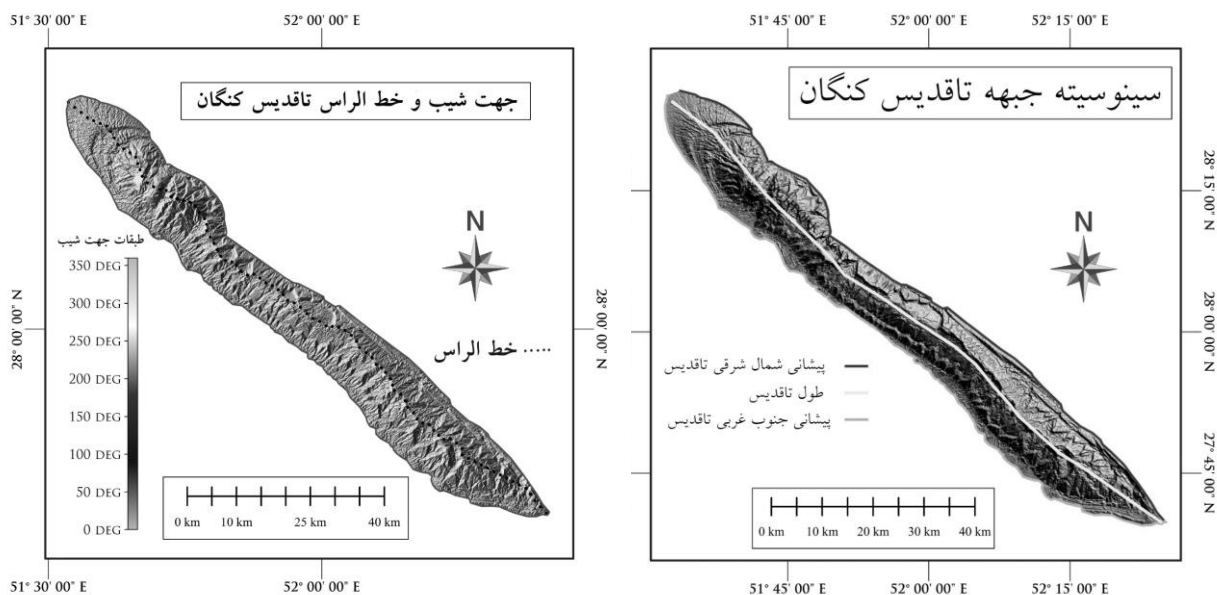 51° 30' 00" E
52° 00' 00" E
جهت شیب و خط الراس تاقدیس کنگان
N
طبقات جهت شیب
350 DEG
300 DEG
250 DEG
200 DEG
150 DEG
100 DEG
50 DEG
0 DEG
خط الراس
28° 00' 00" N
28° 00' 00" N
0 km 10 km 25 km 40 km
51° 30' 00" E
52° 00' 00" E
51° 45' 00" E
52° 00' 00" E
52° 15' 00" E
سینوسیته جبهه تاقدیس کنگان
N
28° 15' 00" N
28° 00' 00" N
27° 45' 00" N
پیشانی شمال شرقی تاقدیس
طول تاقدیس
پیشانی جنوب غربی تاقدیس
0 km 10 km 20 km 30 km 40 km
51° 45' 00" E
52° 00' 00" E
52° 15' 00" E